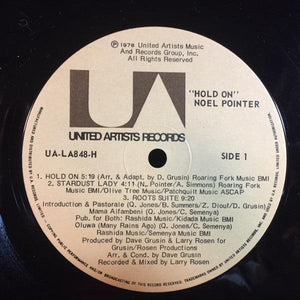 ℗ 1978 United Artists Music
And Records Group, Inc.
All Rights Reserved
UA
"HOLD ON"
NOEL POINTER
UNITED ARTISTS RECORDS
UA-LA848-H
SIDE 1
1. HOLD ON 5:19 (Arr. & Adapt. by D. Grusin) Roaring Fork Music BMI
2. STARDUST LADY 4:11 (N. Pointer/A. Simmons) Roaring Fork
Music BMI/Olive Tree Music/Patchquilt Music ASCAP
3. ROOTS SUITE 9:20
Introduction & Pastorale (Q. Jones/B. Summers/Z. Dioulf/D. Grusin)
Mama Aifambeni (Q. Jones/C. Semenya)
Pub. for both: Rashida Music/Kidada Music BMI
Oluwa (Many Rains Ago) (Q. Jones/C. Semenya)
Rashida Music/Semenya Music BMI
Produced by Dave Grusin and Larry Rosen for
Grusin/Rosen Productions
Arr. & Cond. by Dave Grusin
Recorded & Mixed by Larry Rosen